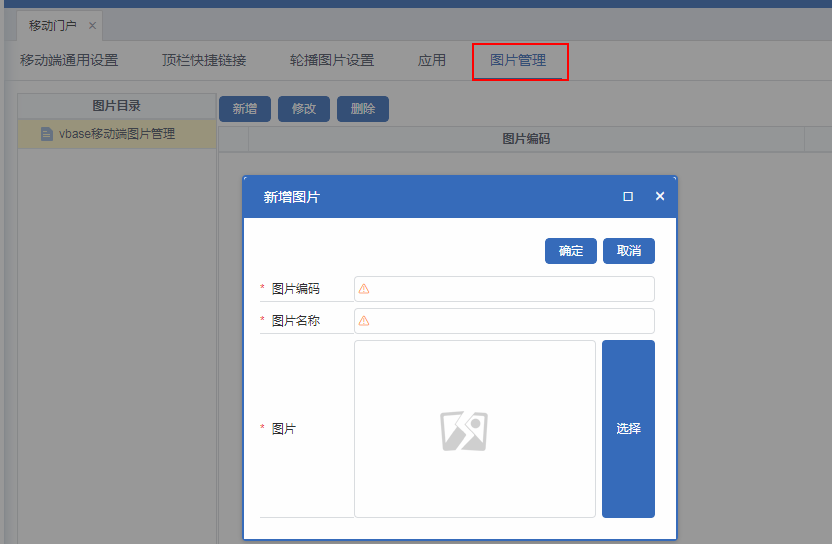 移动门户
移动端通用设置 顶栏快捷链接 轮播图片设置 应用 图片管理
图片目录
新增 修改 删除
vbase移动端图片管理
图片编码
新增图片
确定 取消
* 图片编码
* 图片名称
* 图片
选择